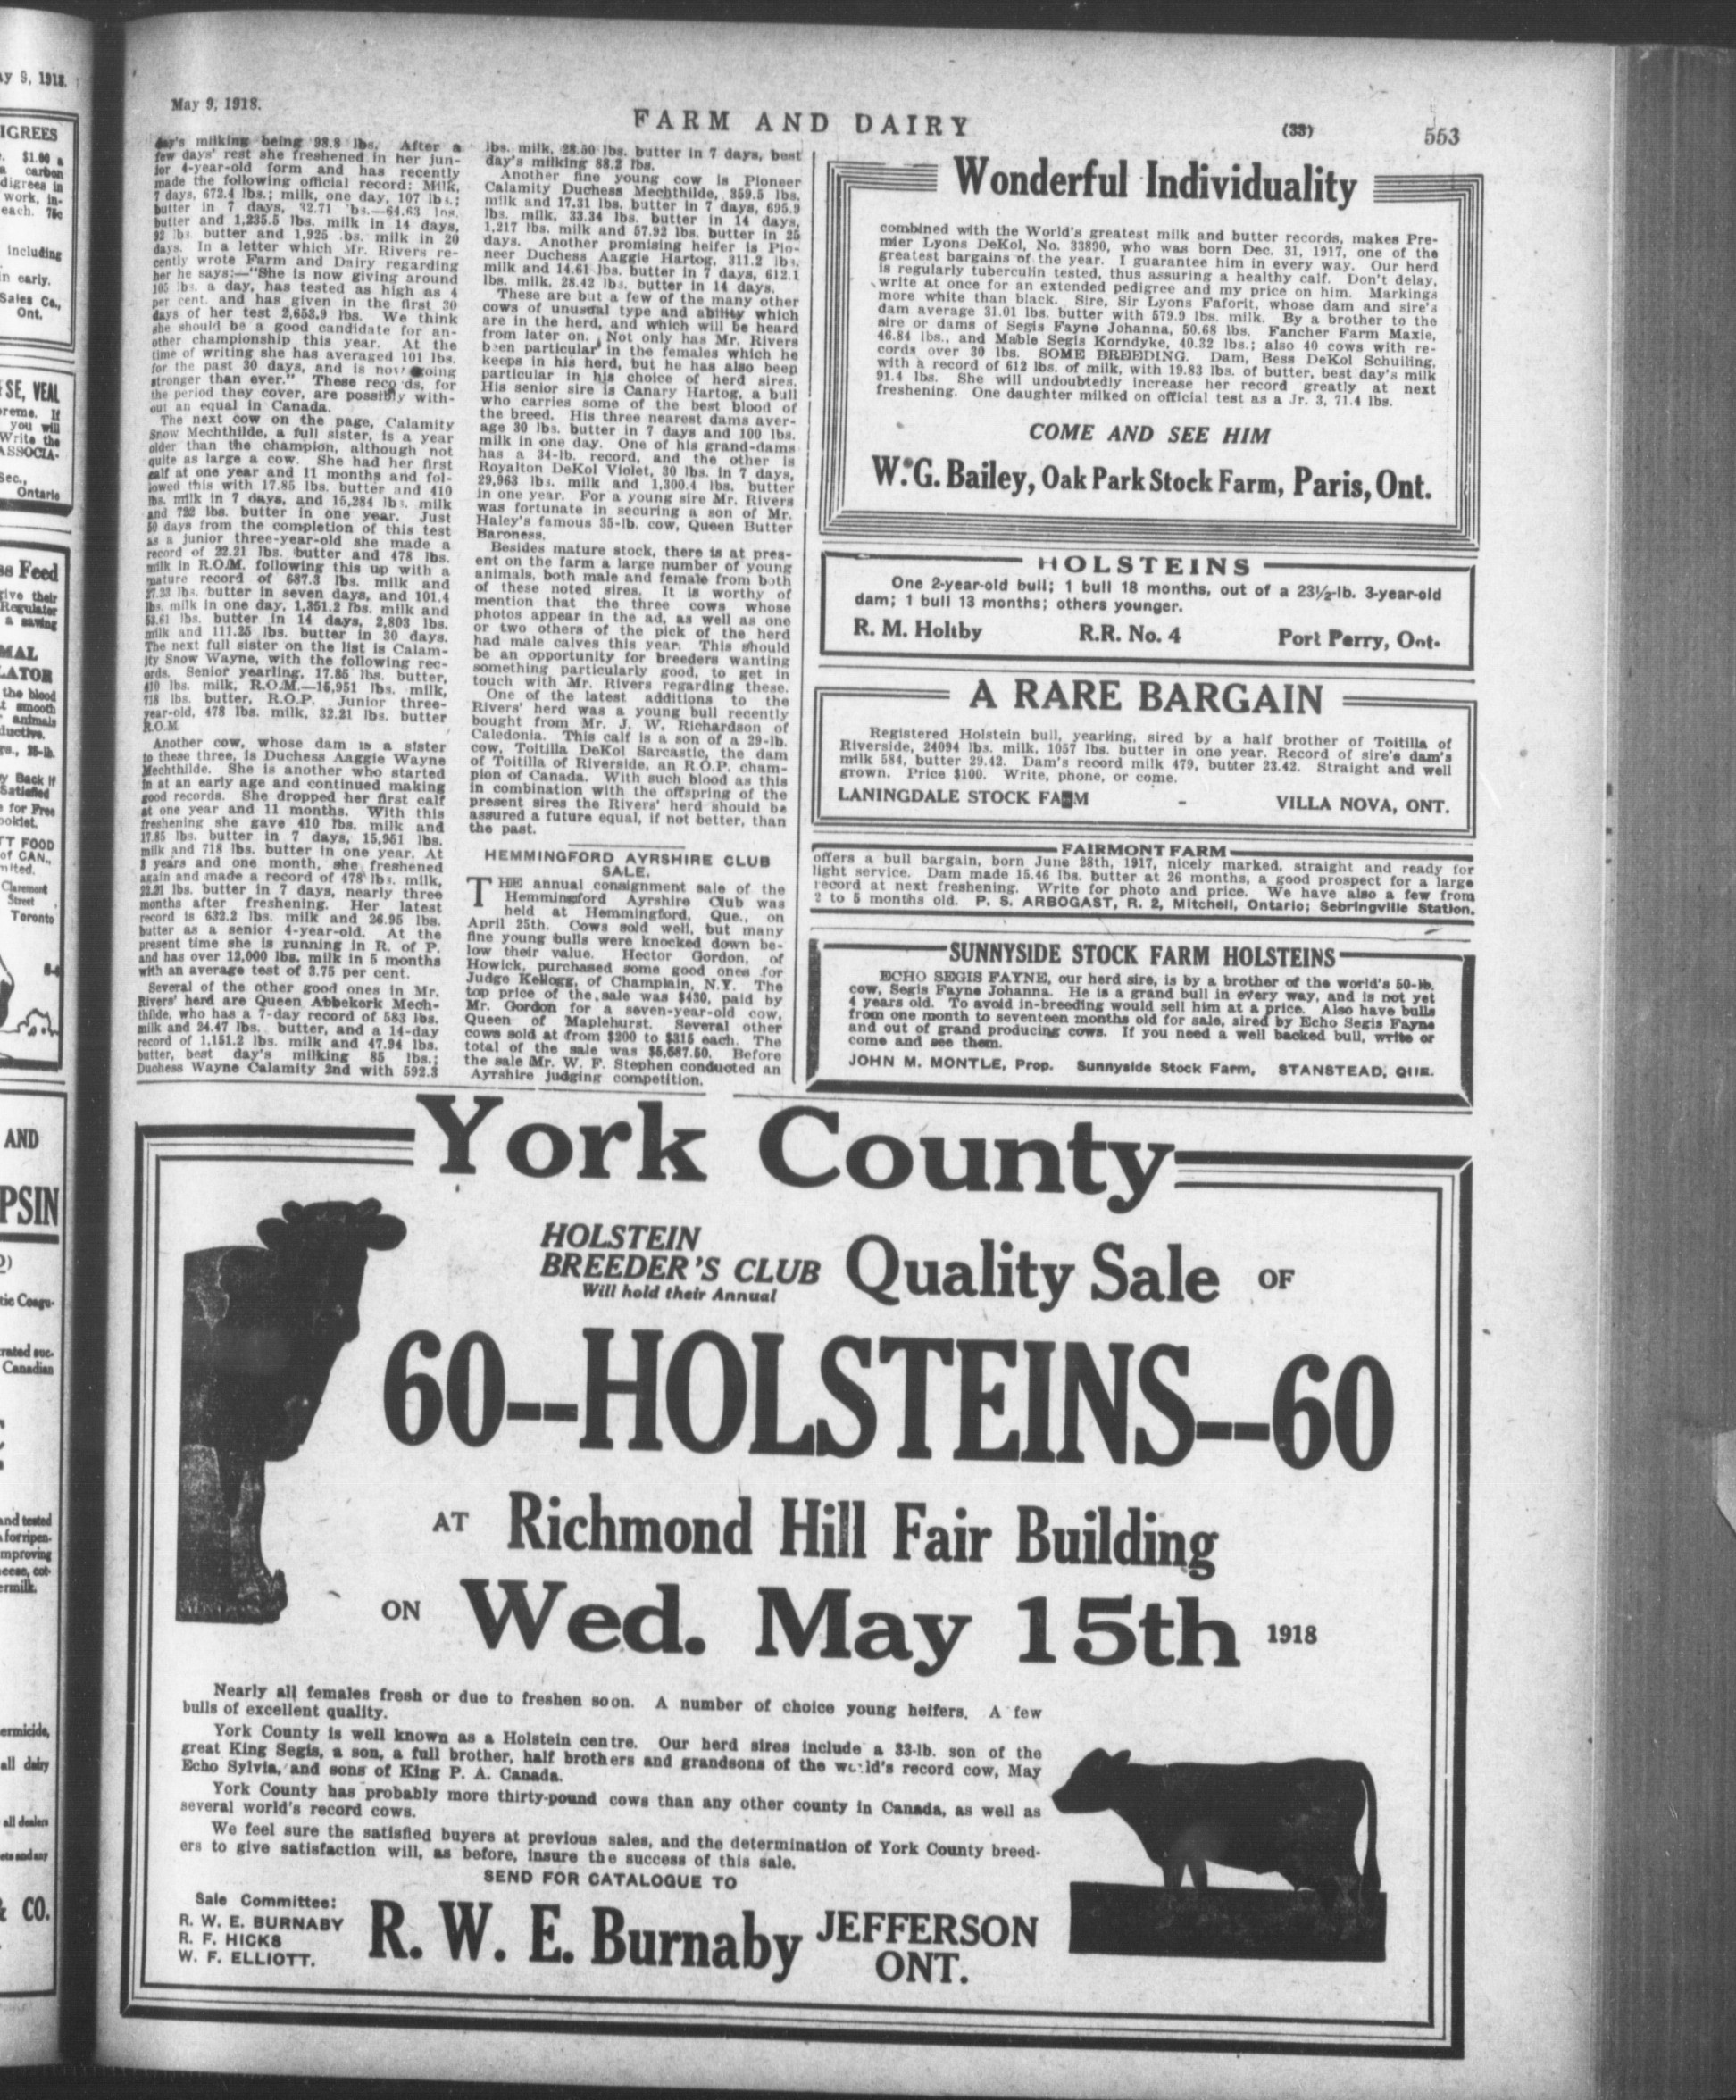 May 9, 1918.
FARM AND DAIRY
(33)
553
day's milking being 98.8 lbs. After a
few days' rest she freshened in her jun-
ior 4-year-old form and has recently
made the following official record: Milk,
7 days, 672.4 lbs.; milk, one day, 107 lbs.;
butter in 7 days, 32.71 lbs.—64.63 lbs.
butter and 1,235.5 lbs. milk in 14 days,
92 lbs butter and 1,925 lbs. milk in 20
days. In a letter which Mr. Rivers re-
cently wrote Farm and Dairy regarding
her he says:—"She is now giving around
105 lbs. a day, has tested as high as 4
per cent. and has given in the first 30
days of her test 2,653.9 lbs. We think
she should be a good candidate for an-
other championship this year. At the
time of writing she has averaged 101 lbs.
for the past 30 days, and is now going
stronger than ever." These records, for
the period they cover, are possibly with-
out an equal in Canada.
The next cow on the page, Calamity
Snow Mechthilde, a full sister, is a year
older than the champion, although not
quite as large a cow. She had her first
calf at one year and 11 months and fol-
lowed this with 17.85 lbs. butter and 410
lbs. milk in 7 days, and 15,284 lbs. milk
and 722 lbs. butter in one year. Just
50 days from the completion of this test
as a junior three-year-old she made a
record of 22.21 lbs. butter and 478 lbs.
milk in R.O.M. following this up with a
mature record of 687.3 lbs. milk and
27.23 lbs. butter in seven days, and 101.4
lbs. milk in one day, 1,351.2 lbs. milk and
53.61 lbs. butter in 14 days, 2,803 lbs.
milk and 111.25 lbs. butter in 30 days.
The next full sister on the list is Calam-
ity Snow Wayne, with the following rec-
ords. Senior yearling, 17.85 lbs. butter,
410 lbs. milk, R.O.M.—15,951 lbs. milk,
718 lbs. butter, R.O.P. Junior three-
year-old, 478 lbs. milk, 32.21 lbs. butter
R.O.M.
Another cow, whose dam is a sister
to these three, is Duchess Aaggie Wayne
Mechthilde. She is another who started
in at an early age and continued making
good records. She dropped her first calf
at one year and 11 months. With this
freshening she gave 410 lbs. milk and
17.85 lbs. butter in 7 days, 15,951 lbs.
milk and 718 lbs. butter in one year. At
3 years and one month, she freshened
again and made a record of 478 lbs. milk,
22.21 lbs. butter in 7 days, nearly three
months after freshening. Her latest
record is 632.2 lbs. milk and 26.95 lbs.
butter as a senior 4-year-old. At the
present time she is running in R. of P.
and has over 12,000 lbs. milk in 5 months
with an average test of 3.75 per cent.
Several of the other good ones in Mr.
Rivers' herd are Queen Abbekerk Mech-
thilde, who has a 7-day record of 583 lbs.
milk and 24.47 lbs. butter, and a 14-day
record of 1,151.2 lbs. milk and 47.94 lbs.
butter, best day's milking 85 lbs.;
Duchess Wayne Calamity 2nd with 592.3
lbs. milk, 28.50 lbs. butter in 7 days, best
day's milking 88.2 lbs.
Another fine young cow is Pioneer
Calamity Duchess Mechthilde, 359.5 lbs.
milk and 17.31 lbs. butter in 7 days, 695.9
lbs. milk, 33.34 lbs. butter in 14 days,
1,217 lbs. milk and 57.92 lbs. butter in 25
days. Another promising heifer is Pio-
neer Duchess Aaggie Hartog, 311.2 lbs.
milk and 14.61 lbs. butter in 7 days, 612.1
lbs. milk, 28.42 lbs. butter in 14 days.
These are but a few of the many other
cows of unusual type and ability which
are in the herd, and which will be heard
from later on. Not only has Mr. Rivers
been particular in the females which he
keeps in his herd, but he has also been
particular in his choice of herd sires.
His senior sire is Canary Hartog, a bull
who carries some of the best blood of
the breed. His three nearest dams aver-
age 30 lbs. butter in 7 days and 100 lbs.
milk in one day. One of his grand-dams
has a 34-lb. record, and the other is
Royalton DeKol Violet, 30 lbs. in 7 days,
29,963 lbs. milk and 1,300.4 lbs. butter
in one year. For a young sire Mr. Rivers
was fortunate in securing a son of Mr.
Haley's famous 35-lb. cow, Queen Butter
Baroness.
Besides mature stock, there is at pres-
ent on the farm a large number of young
animals, both male and female from both
of these noted sires. It is worthy of
mention that the three cows whose
photos appear in the ad, as well as one
or two others of the pick of the herd
had male calves this year. This should
be an opportunity for breeders wanting
something particularly good, to get in
touch with Mr. Rivers regarding these.
One of the latest additions to the
Rivers' herd was a young bull recently
bought from Mr. J. W. Richardson of
Caledonia. This calf is a son of a 29-lb.
cow, Toitilla DeKol Sarcastic, the dam
of Toitilla of Riverside, an R.O.P. cham-
pion of Canada. With such blood as this
in combination with the offspring of the
present sires the Rivers' herd should be
assured a future equal, if not better, than
the past.
HEMMINGFORD AYRSHIRE CLUB
SALE.
THE annual consignment sale of the
Hemmingford Ayrshire Club was
held at Hemmingford, Que., on
April 25th. Cows sold well, but many
fine young bulls were knocked down be-
low their value. Hector Gordon, of
Howick, purchased some good ones for
Judge Kellogg, of Champlain, N.Y. The
top price of the sale was $430, paid by
Mr. Gordon for a seven-year-old cow,
Queen of Maplehurst. Several other
cows sold at from $200 to $315 each. The
total of the sale was $5,687.50. Before
the sale Mr. W. F. Stephen conducted an
Ayrshire judging competition.
Wonderful Individuality
combined with the World's greatest milk and butter records, makes Pre-
mier Lyons DeKol, No. 33890, who was born Dec. 31, 1917, one of the
greatest bargains of the year. I guarantee him in every way. Our herd
is regularly tuberculin tested, thus assuring a healthy calf. Don't delay,
write at once for an extended pedigree and my price on him. Markings
more white than black. Sire, Sir Lyons Faforit, whose dam and sire's
dam average 31.01 lbs. butter with 579.9 lbs. milk. By a brother to the
sire or dams of Segis Fayne Johanna, 50.68 lbs. Fancher Farm Maxie,
46.84 lbs., and Mable Segis Korndyke, 40.32 lbs.; also 40 cows with re-
cords over 30 lbs. SOME BREEDING. Dam, Bess DeKol Schuiling,
with a record of 612 lbs. of milk, with 19.83 lbs. of butter, best day's milk
91.4 lbs. She will undoubtedly increase her record greatly at next
freshening. One daughter milked on official test as a Jr. 3, 71.4 lbs.
COME AND SEE HIM
W.G. Bailey, Oak Park Stock Farm, Paris, Ont.
HOLSTEINS
One 2-year-old bull; 1 bull 18 months, out of a 23½-lb. 3-year-old
dam; 1 bull 13 months; others younger.
R. M. Holtby R.R. No. 4 Port Perry, Ont.
A RARE BARGAIN
Registered Holstein bull, yearling, sired by a half brother of Toitilla of
Riverside, 24094 lbs. milk, 1057 lbs. butter in one year. Record of sire's dam's
milk 584, butter 29.42. Dam's record milk 479, butter 23.42. Straight and well
grown. Price $100. Write, phone, or come.
LANINGDALE STOCK FARM - VILLA NOVA, ONT.
FAIRMONT FARM
offers a bull bargain, born June 28th, 1917, nicely marked, straight and ready for
light service. Dam made 15.46 lbs. butter at 26 months, a good prospect for a large
record at next freshening. Write for photo and price. We have also a few from
2 to 5 months old. P. S. ARBOGAST, R. 2, Mitchell, Ontario; Sebringville Station.
SUNNYSIDE STOCK FARM HOLSTEINS
ECHO SEGIS FAYNE, our herd sire, is by a brother of the world's 50-lb.
cow, Segis Fayne Johanna. He is a grand bull in every way, and is not yet
4 years old. To avoid in-breeding would sell him at a price. Also have bulls
from one month to seventeen months old for sale, sired by Echo Segis Fayne
and out of grand producing cows. If you need a well backed bull, write or
come and see them.
JOHN M. MONTLE, Prop. Sunnyside Stock Farm, STANSTEAD, QUE.
York County
HOLSTEIN
BREEDER'S CLUB
Will hold their Annual
Quality Sale OF
60--HOLSTEINS--60
AT Richmond Hill Fair Building
ON Wed. May 15th 1918
Nearly all females fresh or due to freshen soon. A number of choice young heifers. A few
bulls of excellent quality.
York County is well known as a Holstein centre. Our herd sires include a 33-lb. son of the
great King Segis, a son, a full brother, half brothers and grandsons of the world's record cow, May
Echo Sylvia, and sons of King P. A. Canada.
York County has probably more thirty-pound cows than any other county in Canada, as well as
several world's record cows.
We feel sure the satisfied buyers at previous sales, and the determination of York County breed-
ers to give satisfaction will, as before, insure the success of this sale.
SEND FOR CATALOGUE TO
Sale Committee:
R. W. E. BURNABY
R. F. HICKS
W. F. ELLIOTT.
R. W. E. Burnaby JEFFERSON
ONT.